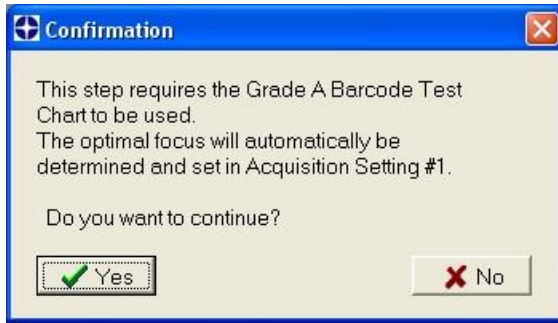 Confirmation
This step requires the Grade A Barcode Test
Chart to be used.
The optimal focus will automatically be
determined and set in Acquisition Setting #1.
Do you want to continue?
Yes
No